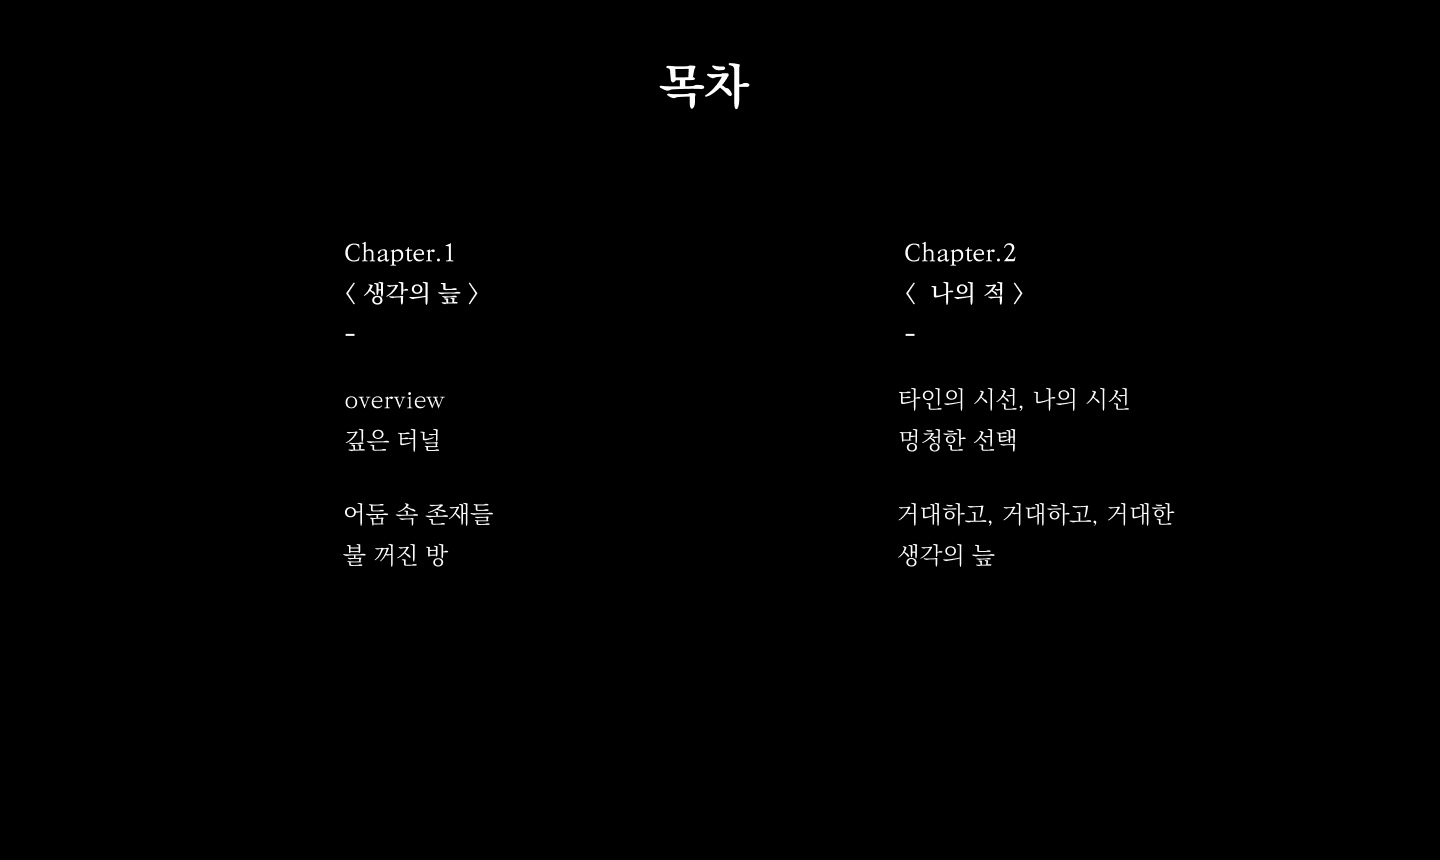 목차
Chapter.1
〈 생각의 늪 〉
-
overview
깊은 터널
어둠 속 존재들
불 꺼진 방
Chapter.2
〈 나의 적 〉
-
타인의 시선, 나의 시선
멍청한 선택
거대하고, 거대하고, 거대한
생각의 늪